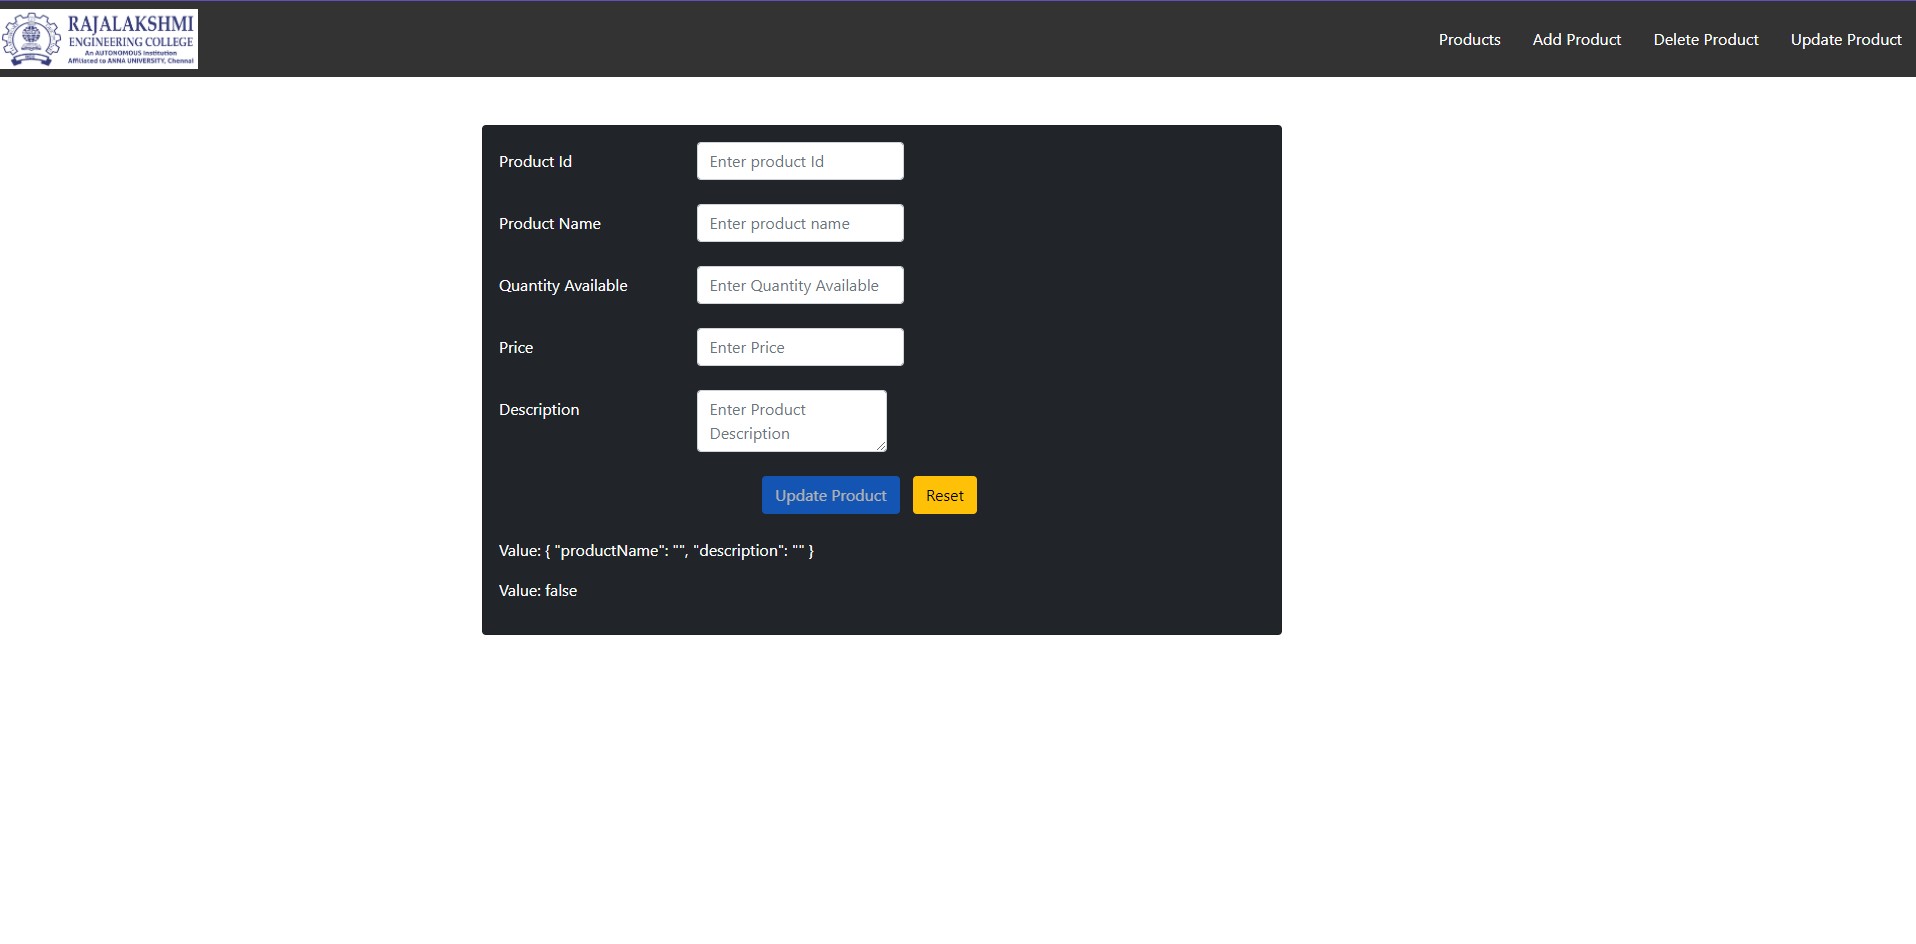 RAJALAKSHMI
ENGINEERING COLLEGE
An AUTONOMOUS Institution
Affiliated to ANNA UNIVERSITY, Chennai
Products Add Product Delete Product Update Product
Product Id Enter product Id
Product Name Enter product name
Quantity Available Enter Quantity Available
Price Enter Price
Description Enter Product
Description
Update Product Reset
Value: { "productName": "", "description": "" }
Value: false